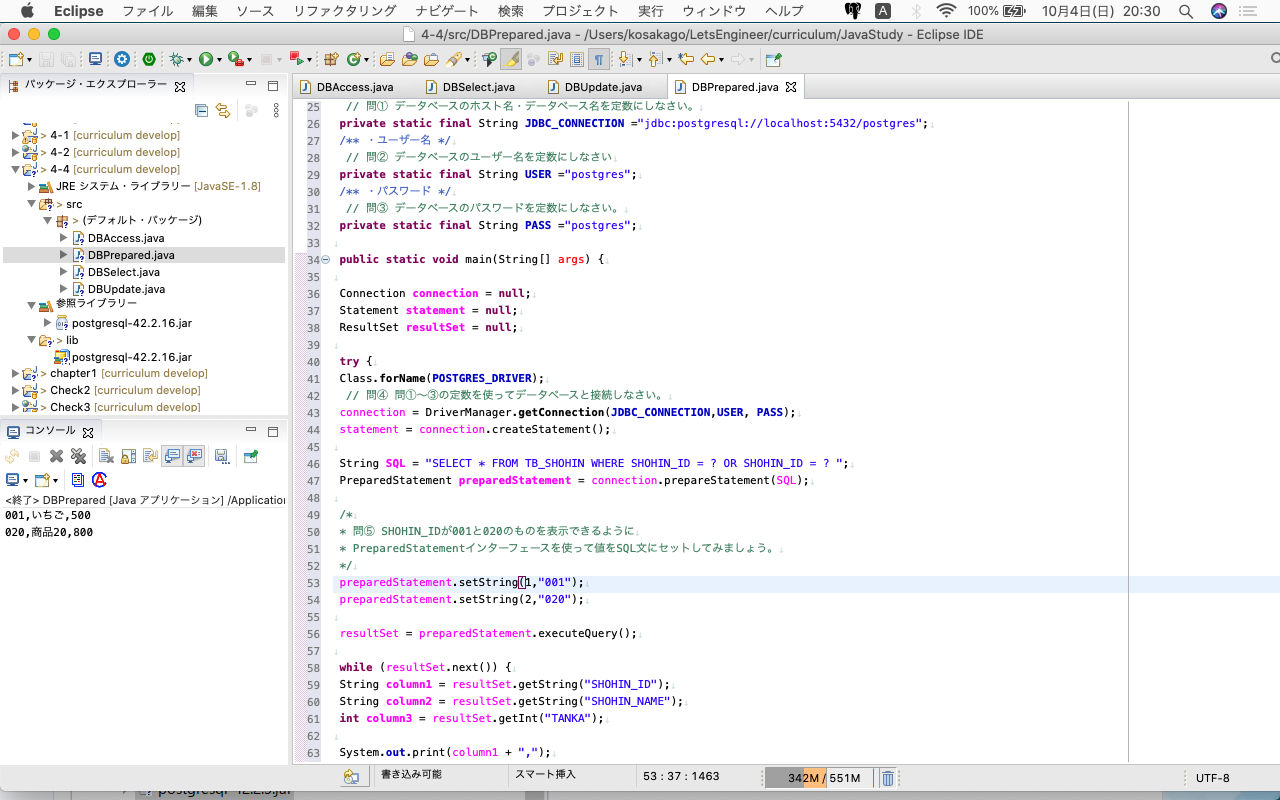 Eclipse ファイル 編集 ソース リファクタリング ナビゲート 検索 プロジェクト 実行 ウィンドウ ヘルプ 100% 10月4日(日) 20:30
4-4/src/DBPrepared.java - /Users/kosakago/LetsEngineer/curriculum/JavaStudy - Eclipse IDE
パッケージ・エクスプローラー
4-1 [curriculum develop]
> 4-2 [curriculum develop]
> 4-4 [curriculum develop]
JRE システム・ライブラリー [JavaSE-1.8]
> src
> (デフォルト・パッケージ)
DBAccess.java
DBPrepared.java
DBSelect.java
DBUpdate.java
参照ライブラリー
postgresql-42.2.16.jar
> lib
postgresql-42.2.16.jar
> chapter1 [curriculum develop]
> Check2 [curriculum develop]
> Check3 [curriculum develop]
コンソール
<終了> DBPrepared [Java アプリケーション] /Application
001,いちご,500
020,商品20,800
DBAccess.java DBSelect.java DBUpdate.java DBPrepared.java
25 // 問① データベースのホスト名・データベース名を定数にしなさい。
26 private static final String JDBC_CONNECTION ="jdbc:postgresql://localhost:5432/postgres";
27 /** ・ユーザー名 */
28 // 問② データベースのユーザー名を定数にしなさい
29 private static final String USER ="postgres";
30 /** ・パスワード */
31 // 問③ データベースのパスワードを定数にしなさい。
32 private static final String PASS ="postgres";
33
34 public static void main(String[] args) {
35
36 Connection connection = null;
37 Statement statement = null;
38 ResultSet resultSet = null;
39
40 try {
41 Class.forName(POSTGRES_DRIVER);
42 // 問④ 問①～③の定数を使ってデータベースと接続しなさい。
43 connection = DriverManager.getConnection(JDBC_CONNECTION,USER, PASS);
44 statement = connection.createStatement();
45
46 String SQL = "SELECT * FROM TB_SHOHIN WHERE SHOHIN_ID = ? OR SHOHIN_ID = ? ";
47 PreparedStatement preparedStatement = connection.prepareStatement(SQL);
48
49 /*
50 * 問⑤ SHOHIN_IDが001と020のものを表示できるように
51 * PreparedStatementインターフェースを使って値をSQL文にセットしてみましょう。
52 */
53 preparedStatement.setString(1,"001");
54 preparedStatement.setString(2,"020");
55
56 resultSet = preparedStatement.executeQuery();
57
58 while (resultSet.next()) {
59 String column1 = resultSet.getString("SHOHIN_ID");
60 String column2 = resultSet.getString("SHOHIN_NAME");
61 int column3 = resultSet.getInt("TANKA");
62
63 System.out.print(column1 + ",");
書き込み可能 スマート挿入 53 : 37 : 1463 342M / 551M UTF-8